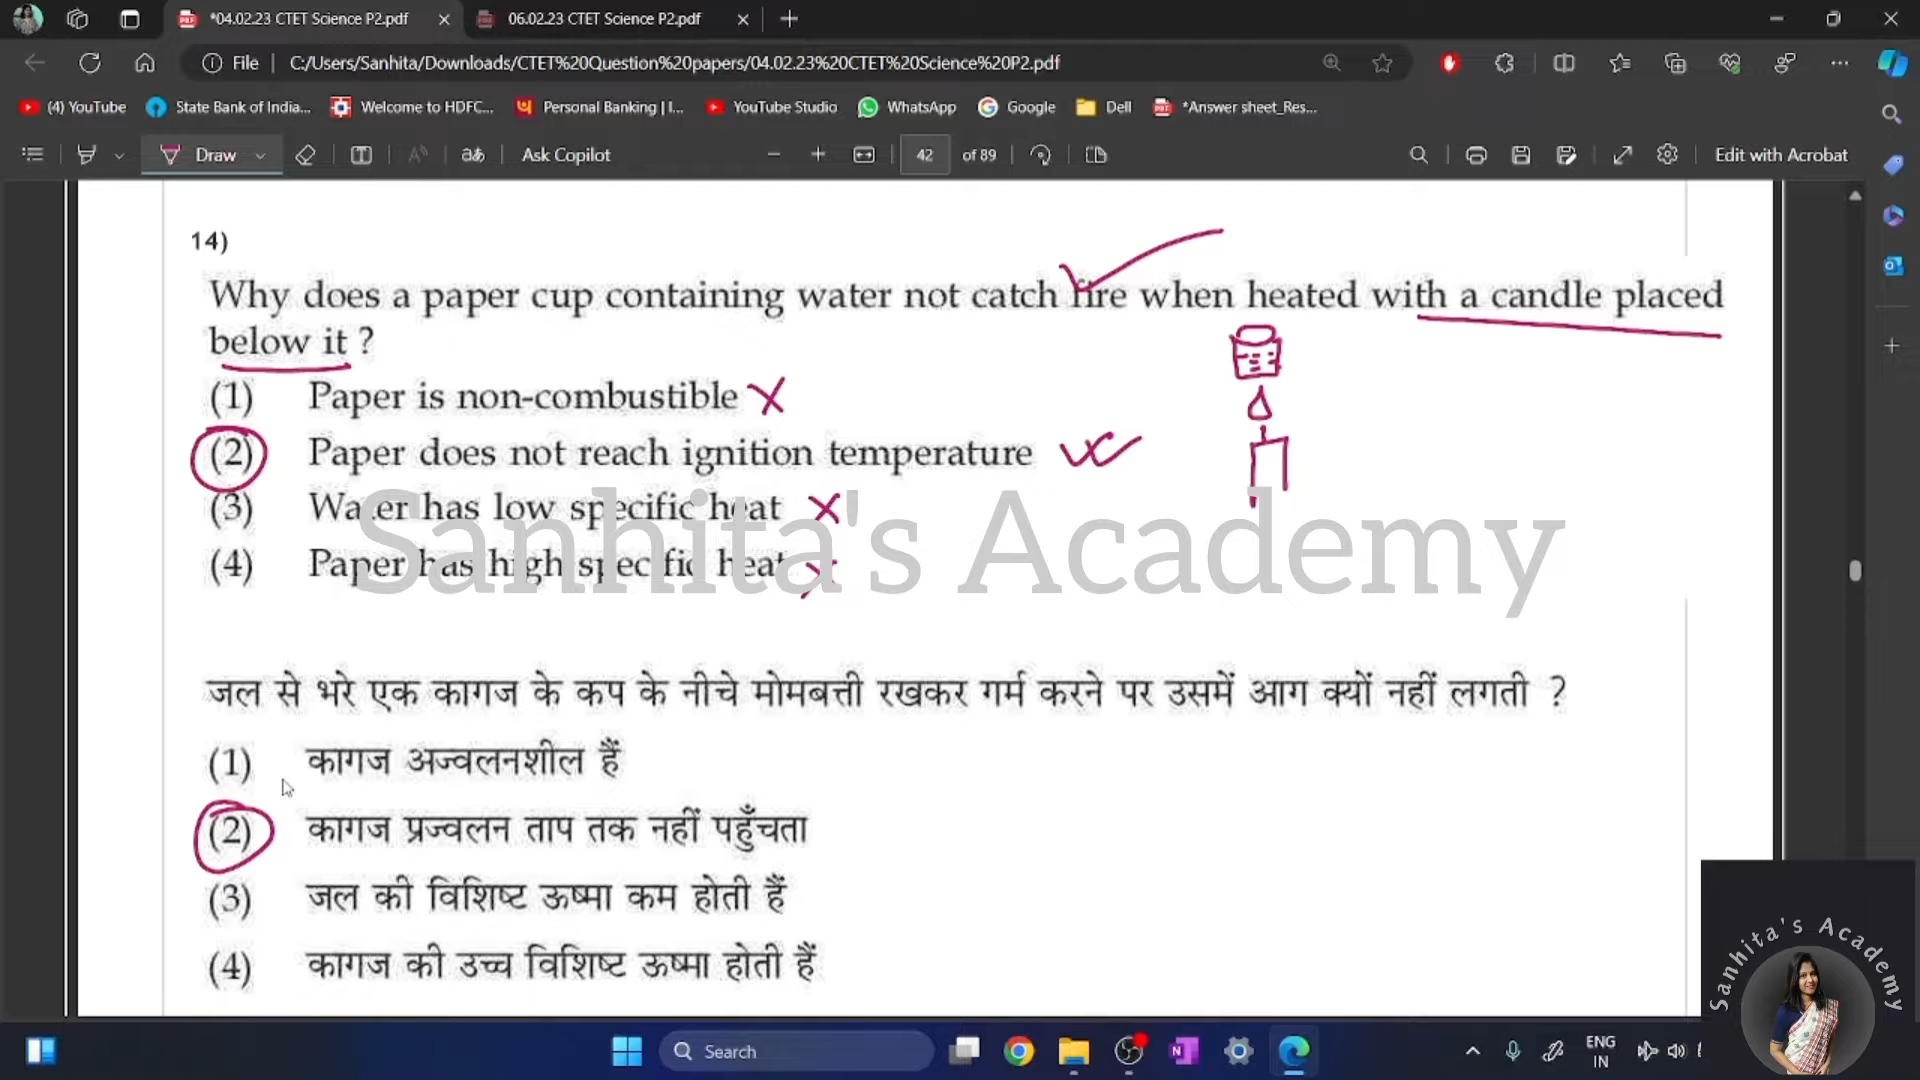 *04.02.23 CTET Science P2.pdf
06.02.23 CTET Science P2.pdf
File
C:/Users/Sanhita/Downloads/CTET%20Question%20papers/04.02.23%20CTET%20Science%20P2.pdf
(4) YouTube
State Bank of India...
Welcome to HDFC...
Personal Banking | I...
YouTube Studio
WhatsApp
Google
Dell
*Answer sheet_Res...
Draw
Ask Copilot
42
of 89
Edit with Acrobat
14)
Why does a paper cup containing water not catch fire when heated with a candle placed
below it ?
(1) Paper is non-combustible
(2) Paper does not reach ignition temperature
(3) Water has low specific heat
(4) Paper has high specific heat
Sanhita's Academy
जल से भरे एक कागज के कप के नीचे मोमबत्ती रखकर गर्म करने पर उसमें आग क्यों नहीं लगती ?
(1) कागज अज्वलनशील हैं
(2) कागज प्रज्वलन ताप तक नहीं पहुँचता
(3) जल की विशिष्ट ऊष्मा कम होती हैं
(4) कागज की उच्च विशिष्ट ऊष्मा होती हैं
Sanhita's Academy
Search
ENG
IN